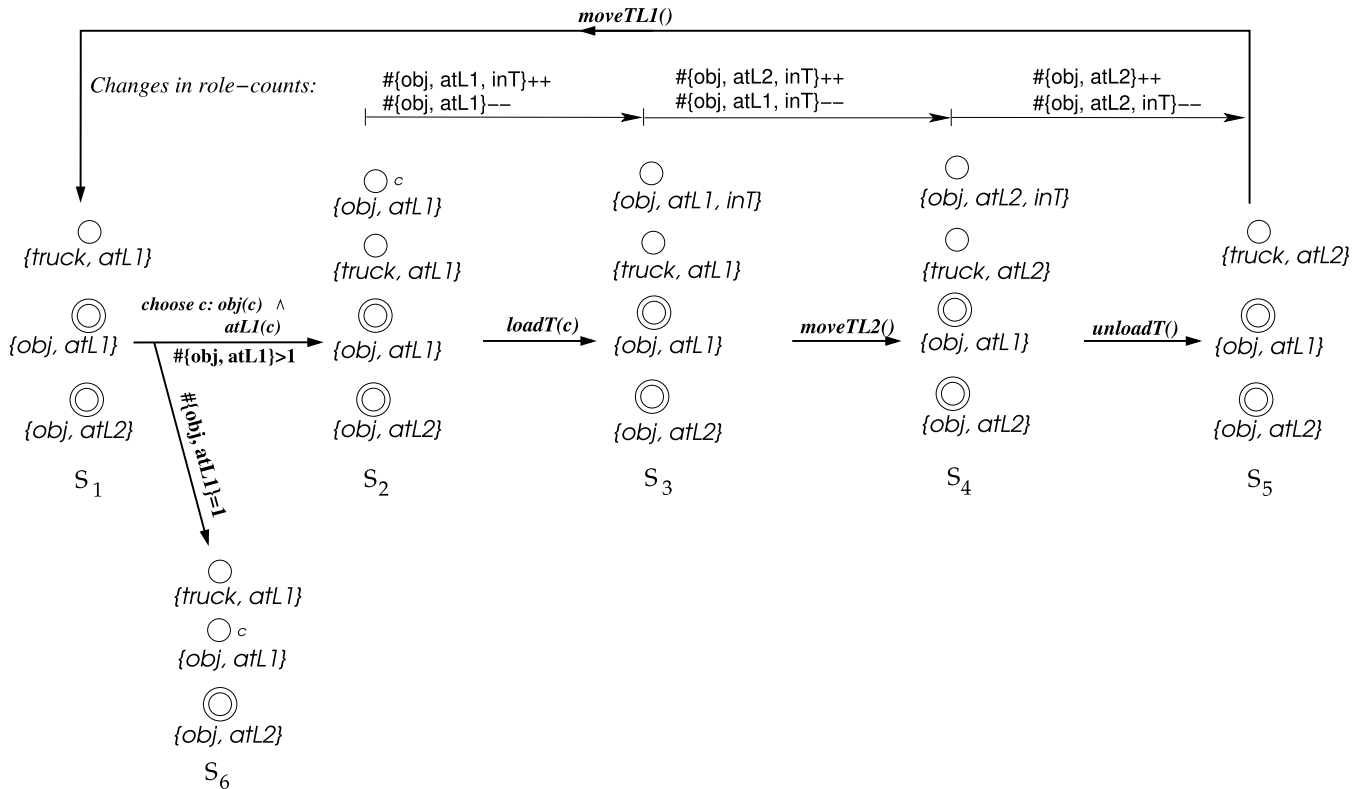 moveTL1()
Changes in role−counts:
#{obj, atL1, inT}++
#{obj, atL1}−−
#{obj, atL2, inT}++
#{obj, atL1, inT}−−
#{obj, atL2}++
#{obj, atL2, inT}−−
{truck, atL1}
{obj, atL1}
{obj, atL2}
S1
choose c: obj(c) ∧
atL1(c)
#{obj, atL1}>1
#{obj, atL1}=1
c
{obj, atL1}
{truck, atL1}
{obj, atL1}
{obj, atL2}
S2
loadT(c)
{obj, atL1, inT}
{truck, atL1}
{obj, atL1}
{obj, atL2}
S3
moveTL2()
{obj, atL2, inT}
{truck, atL2}
{obj, atL1}
{obj, atL2}
S4
unloadT()
{truck, atL2}
{obj, atL1}
{obj, atL2}
S5
{truck, atL1}
c
{obj, atL1}
{obj, atL2}
S6